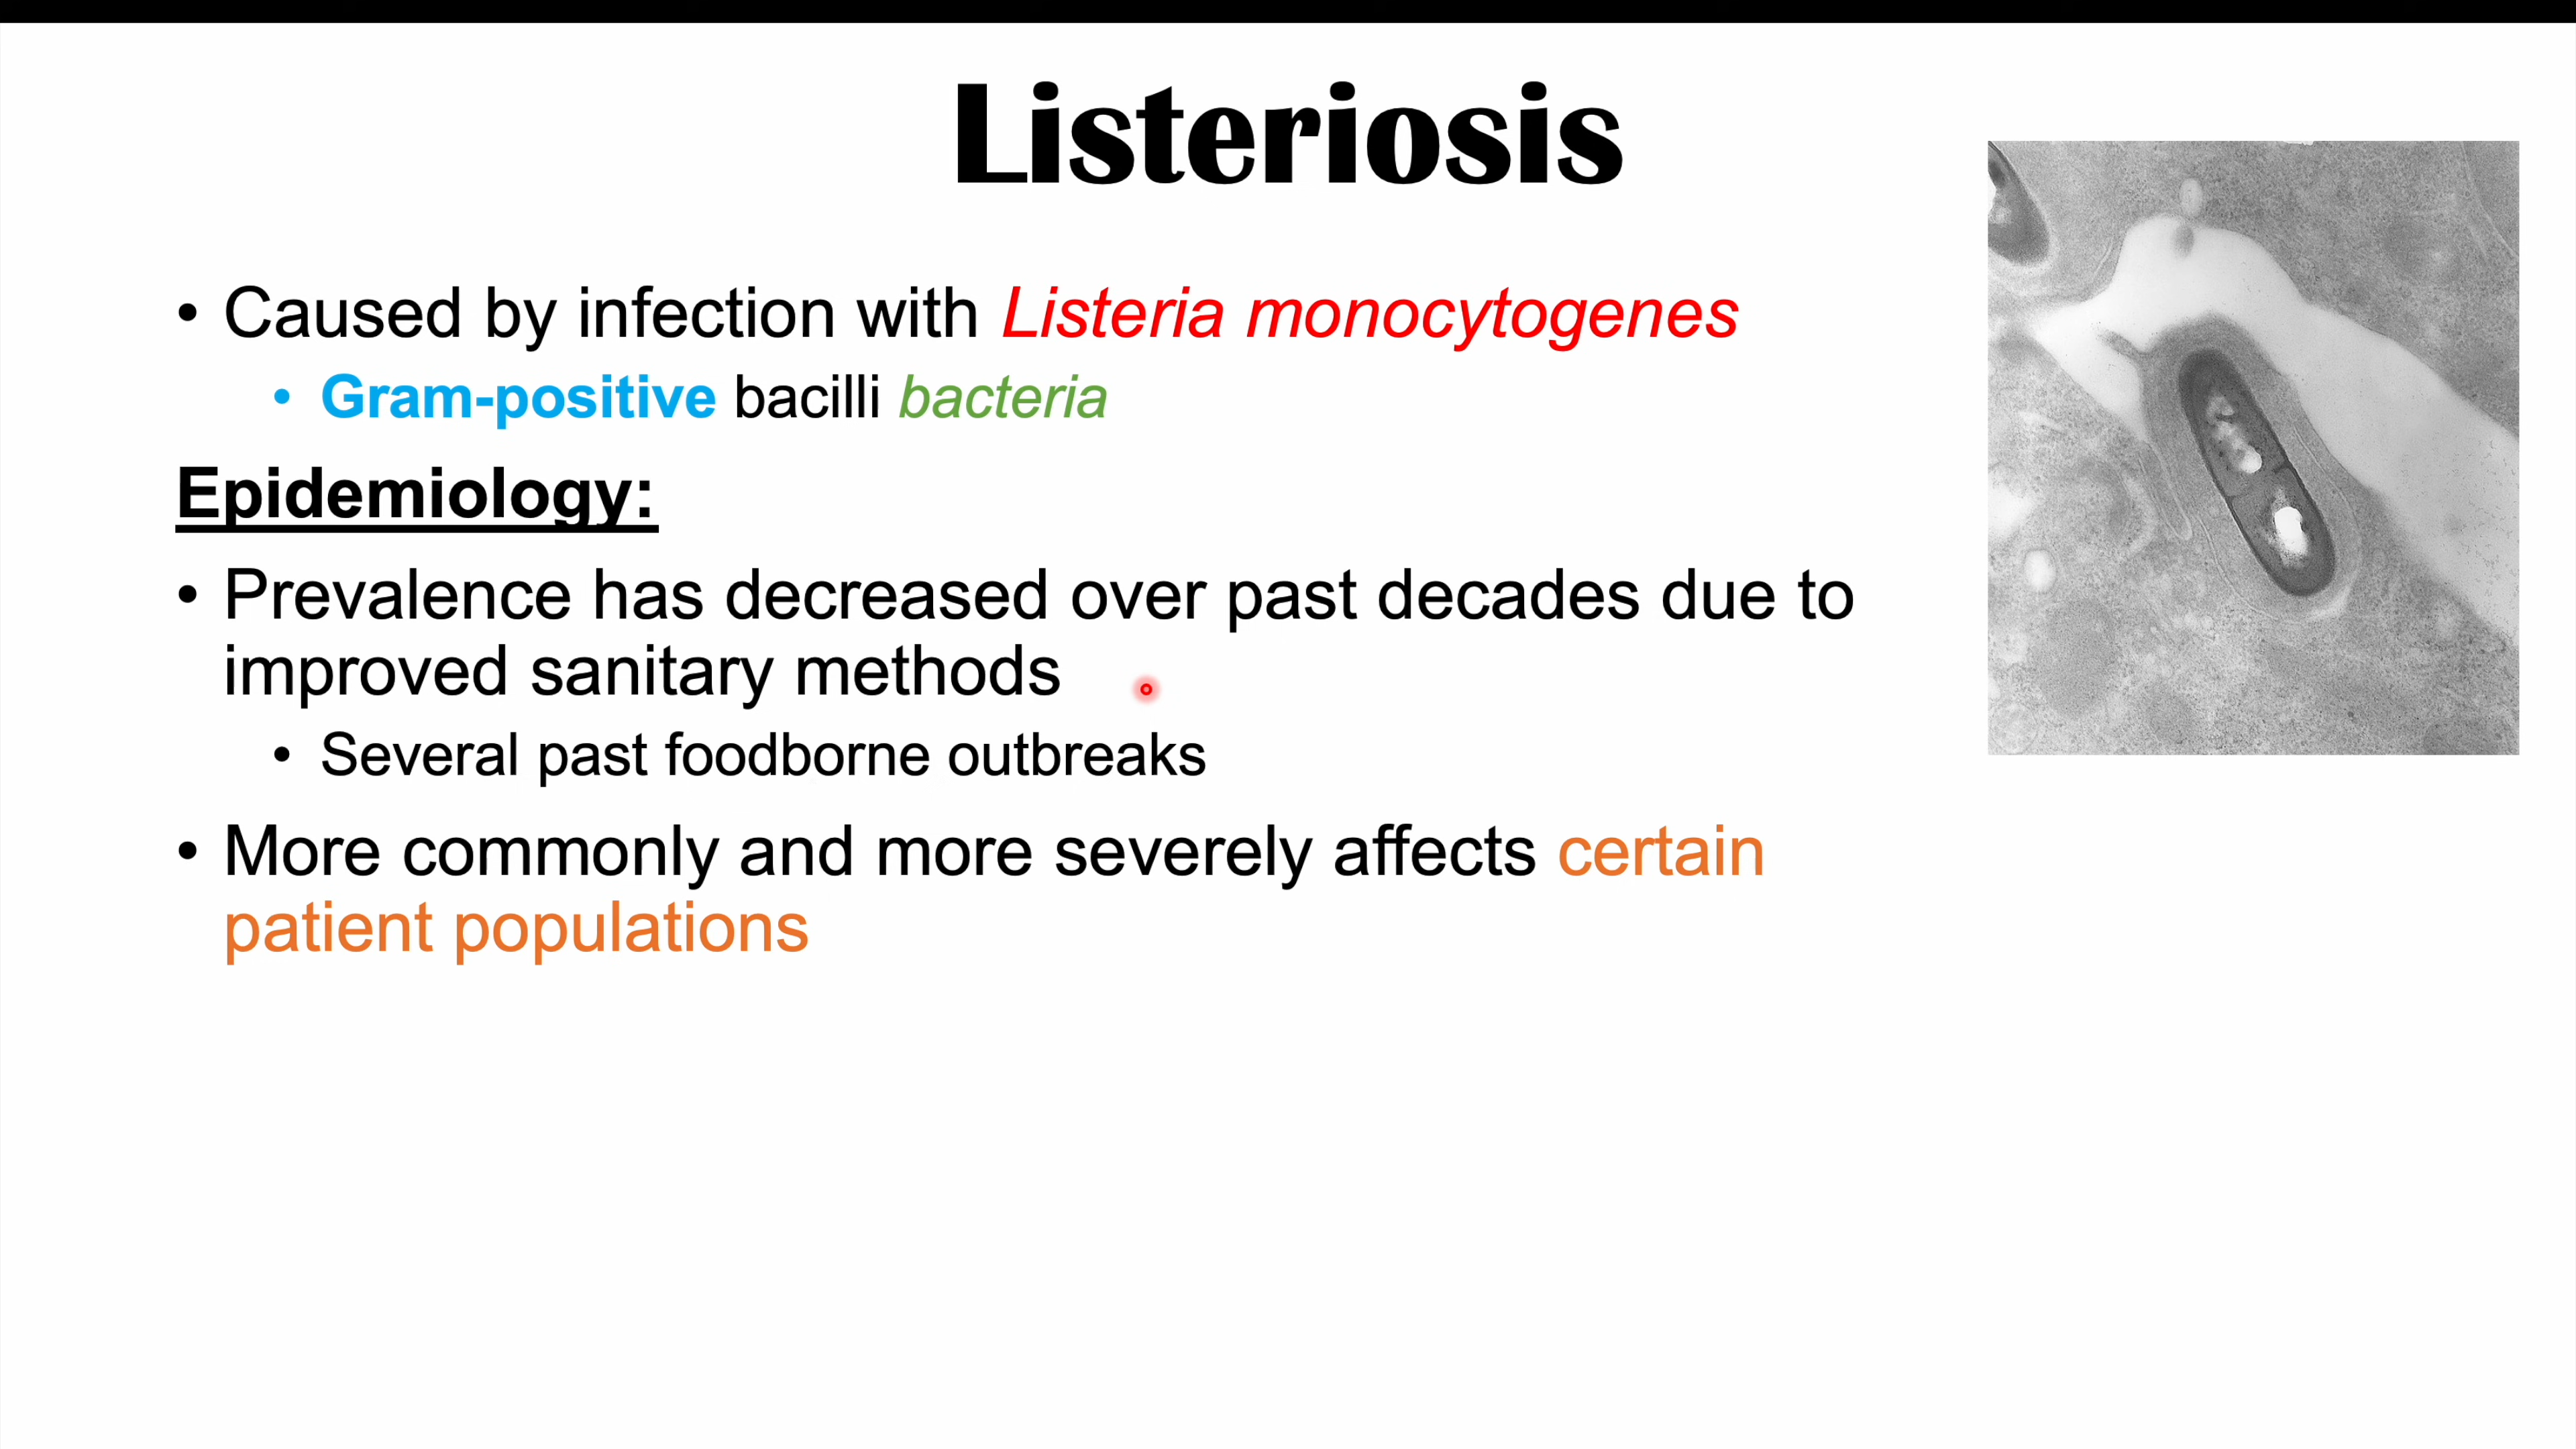 Listeriosis
• Caused by infection with Listeria monocytogenes
• Gram-positive bacilli bacteria
Epidemiology:
• Prevalence has decreased over past decades due to
improved sanitary methods
• Several past foodborne outbreaks
• More commonly and more severely affects certain
patient populations